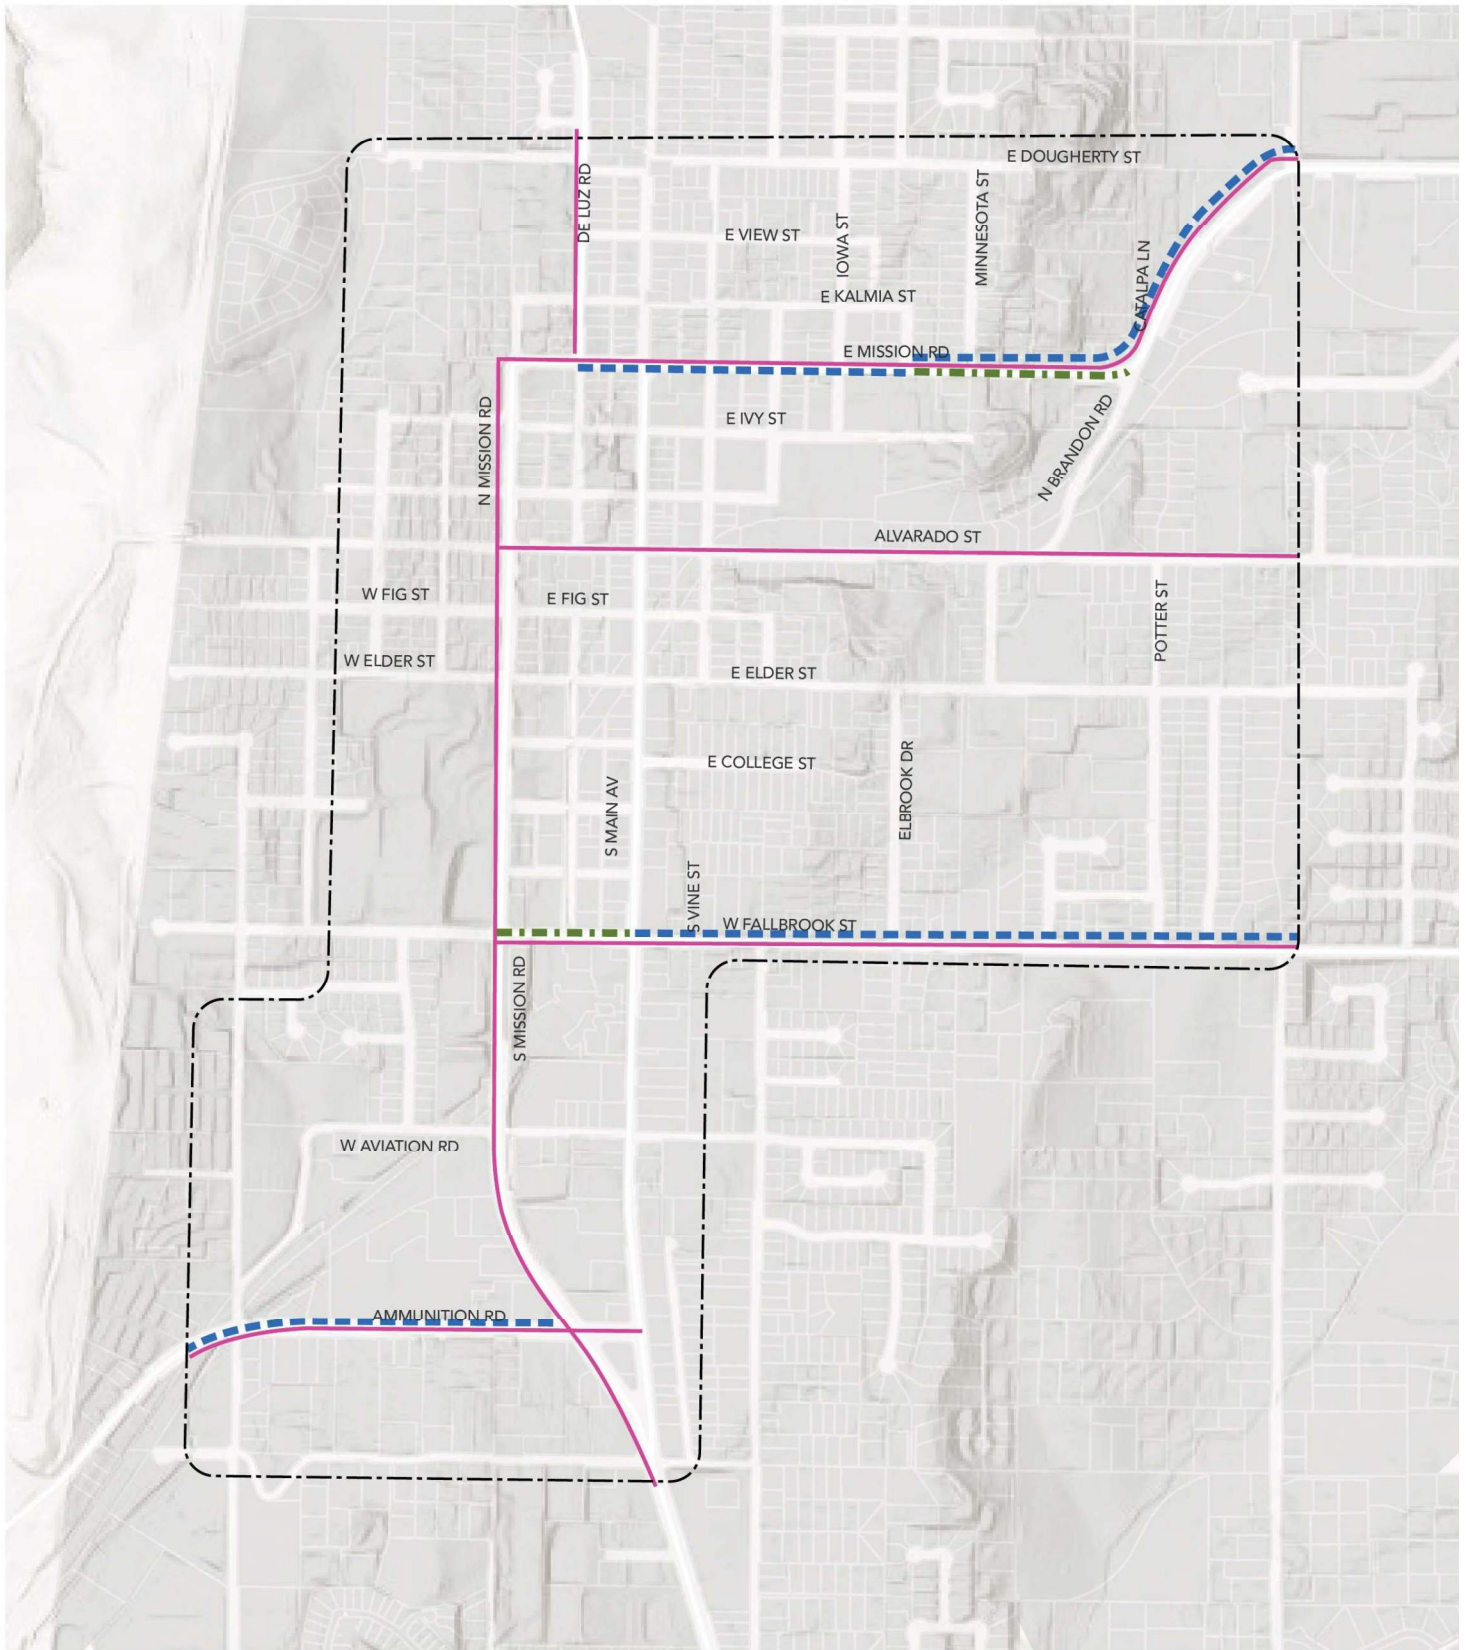 E DOUGHERTY ST
DE LUZ RD
MINNESOTA ST
IOWA ST
E VIEW ST
CATALPA LN
E KALMIA ST
E MISSION RD
N MISSION RD
E IVY ST
N BRANDON RD
ALVARADO ST
W FIG ST
E FIG ST
POTTER ST
W ELDER ST
E ELDER ST
E COLLEGE ST
ELBROOK DR
S MAIN AV
S VINE ST
W FALLBROOK ST
S MISSION RD
W AVIATION RD
AMMUNITION RD